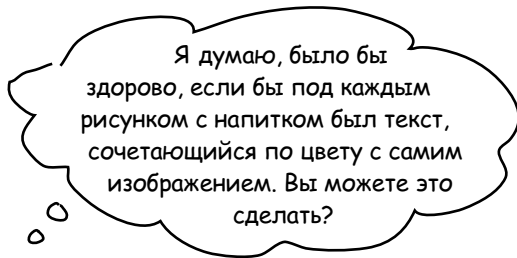 Я думаю, было бы
здорово, если бы под каждым
рисунком с напитком был текст,
сочетающийся по цвету с самим
изображением. Вы можете это
сделать?